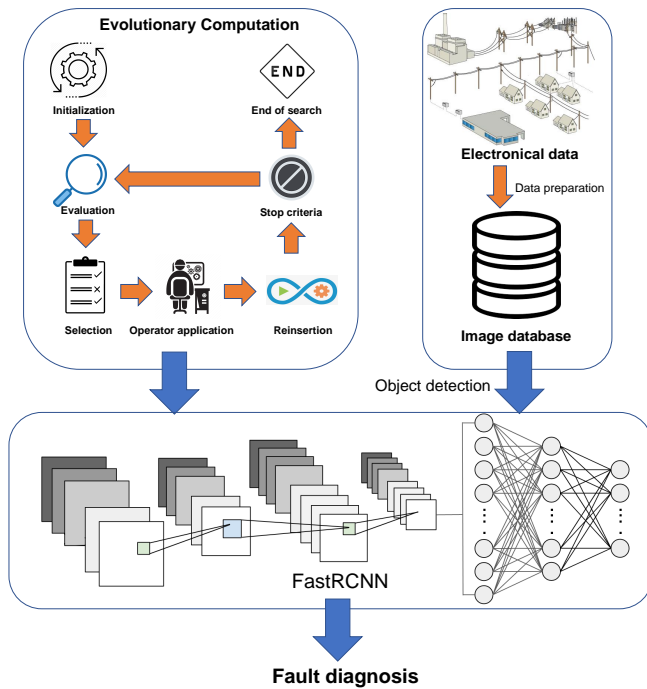 Evolutionary Computation
END
Initialization
End of search
Evaluation
Stop criteria
Selection
Operator application
Reinsertion
Electronical data
Data preparation
Image database
Object detection
FastRCNN
Fault diagnosis